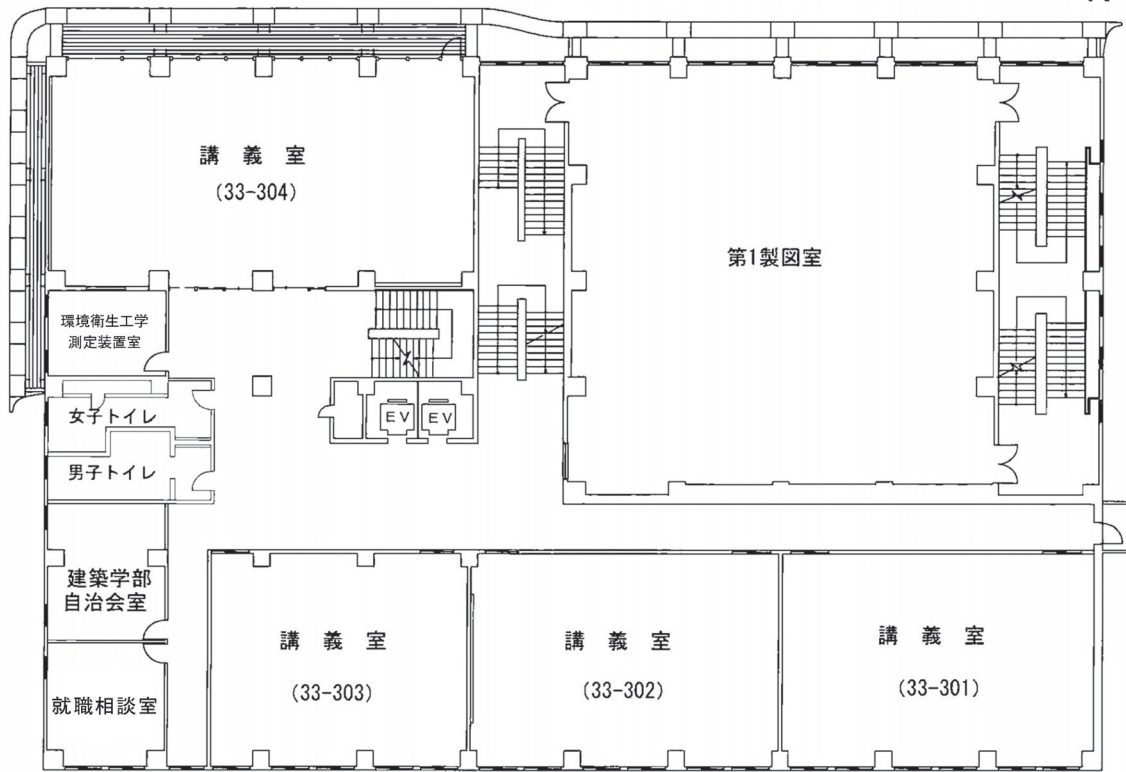 講 義 室
(33-304)
第1製図室
環境衛生工学
測定装置室
女子トイレ
EV
EV
男子トイレ
建築学部
自治会室
就職相談室
講 義 室
(33-303)
講 義 室
(33-302)
講 義 室
(33-301)